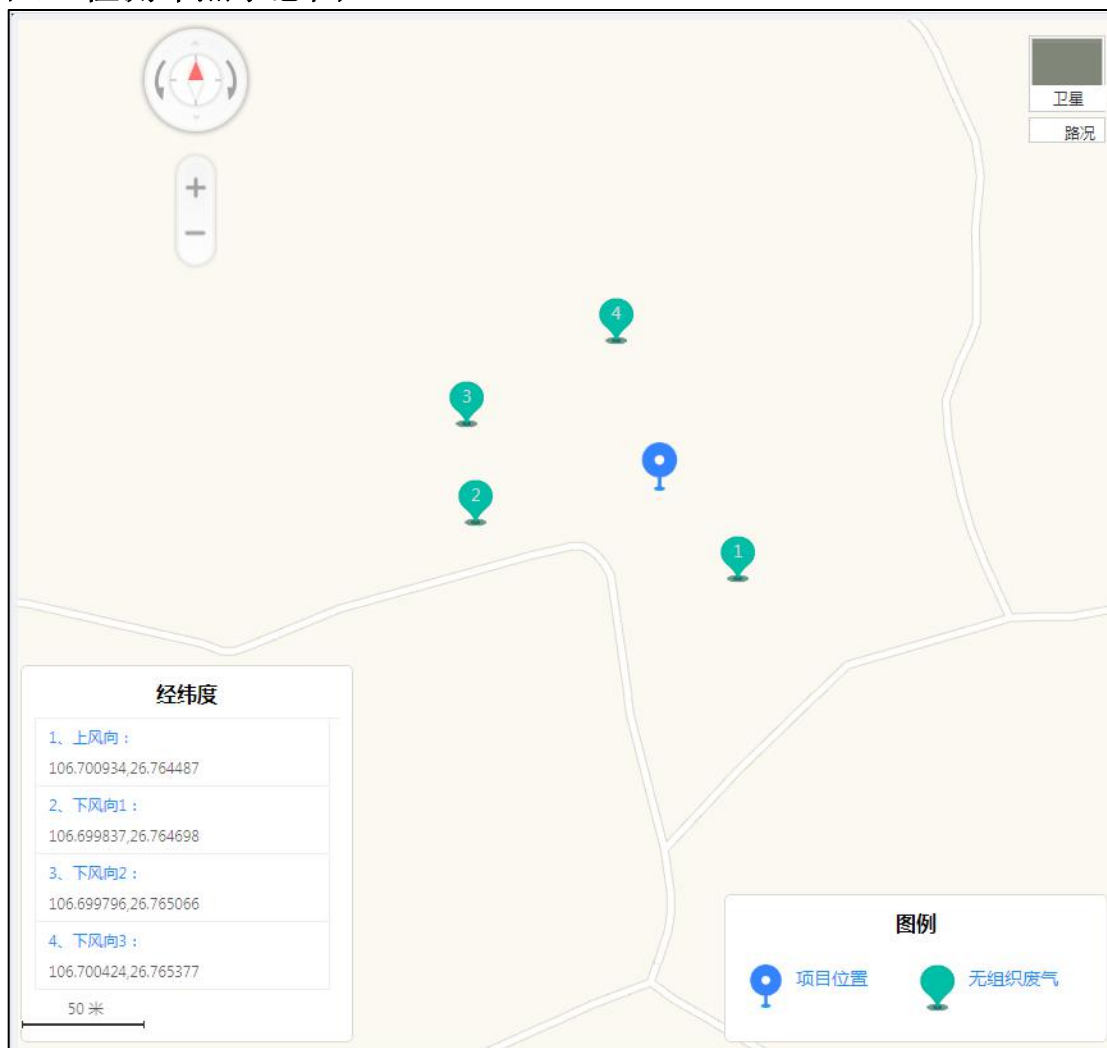 卫星
路况
4
3
2
1
经纬度
1、上风向：
106.700934,26.764487
2、下风向1：
106.699837,26.764698
3、下风向2：
106.699796,26.765066
4、下风向3：
106.700424,26.765377
50 米
图例
项目位置
无组织废气